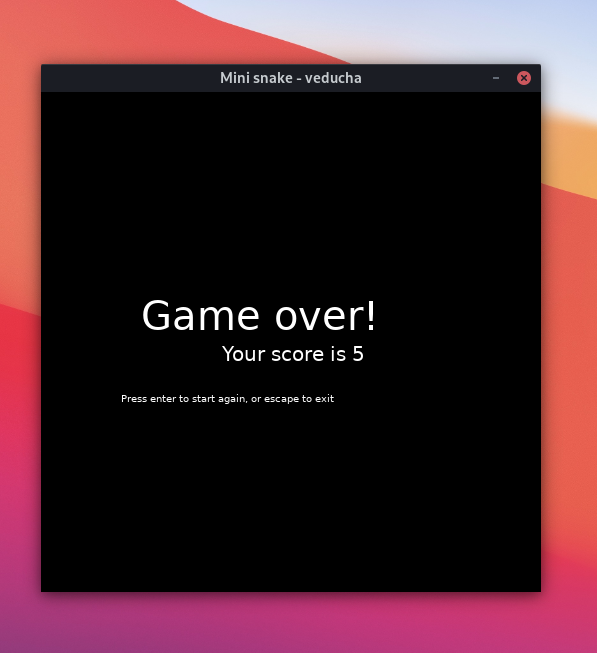 Mini snake - veducha
Game over!
Your score is 5
Press enter to start again, or escape to exit